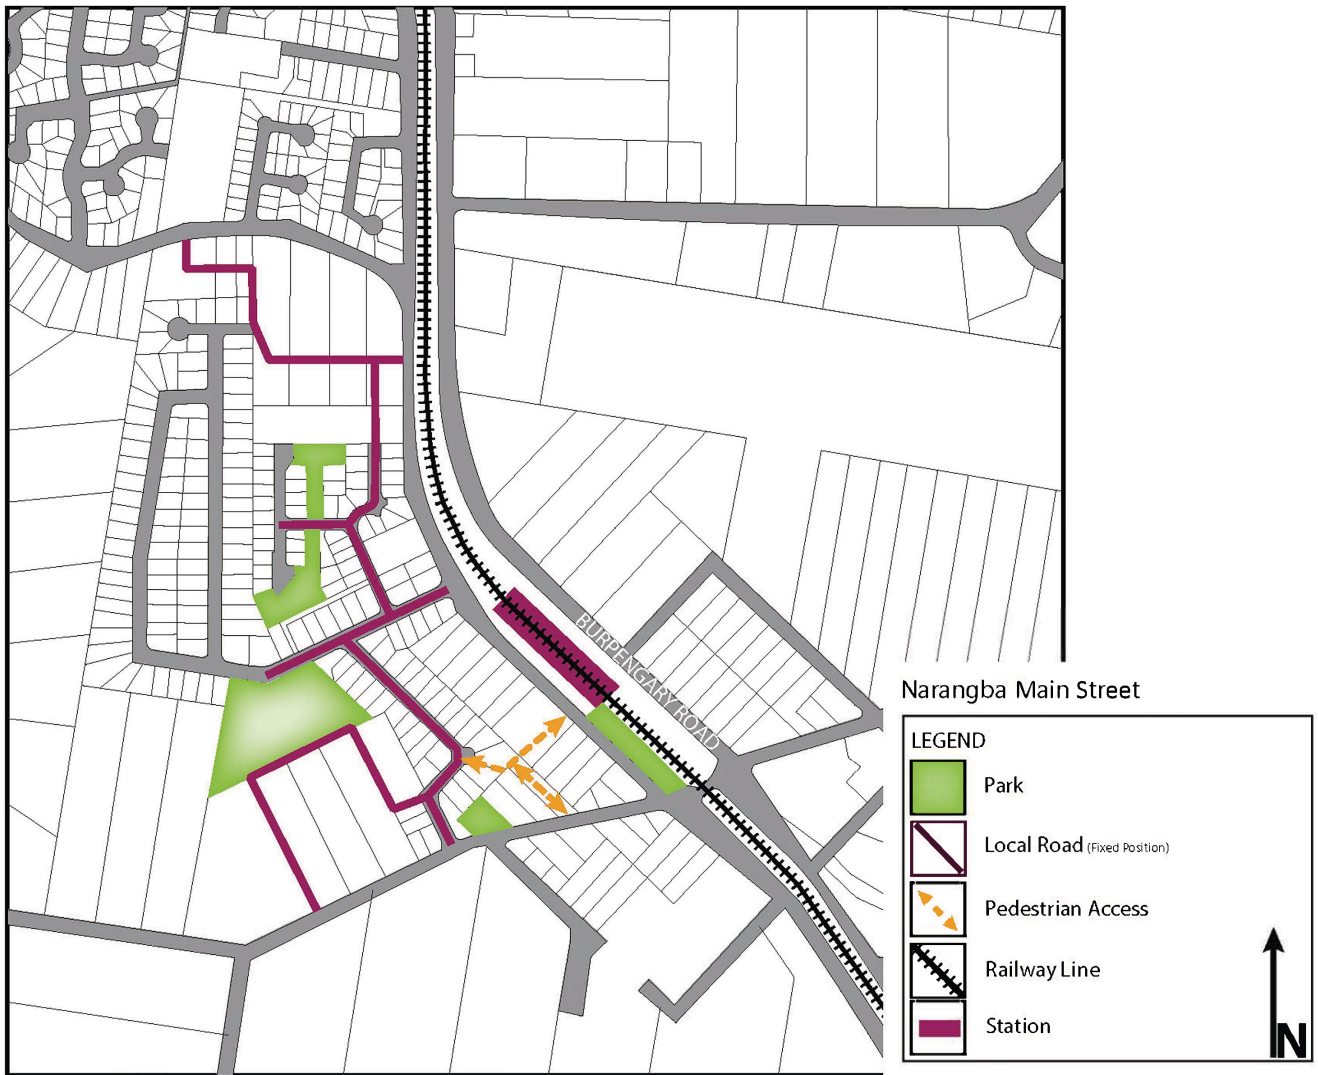 BURPENGARY ROAD
Narangba Main Street
LEGEND
Park
Local Road (Fixed Position)
Pedestrian Access
Railway Line
Station
N